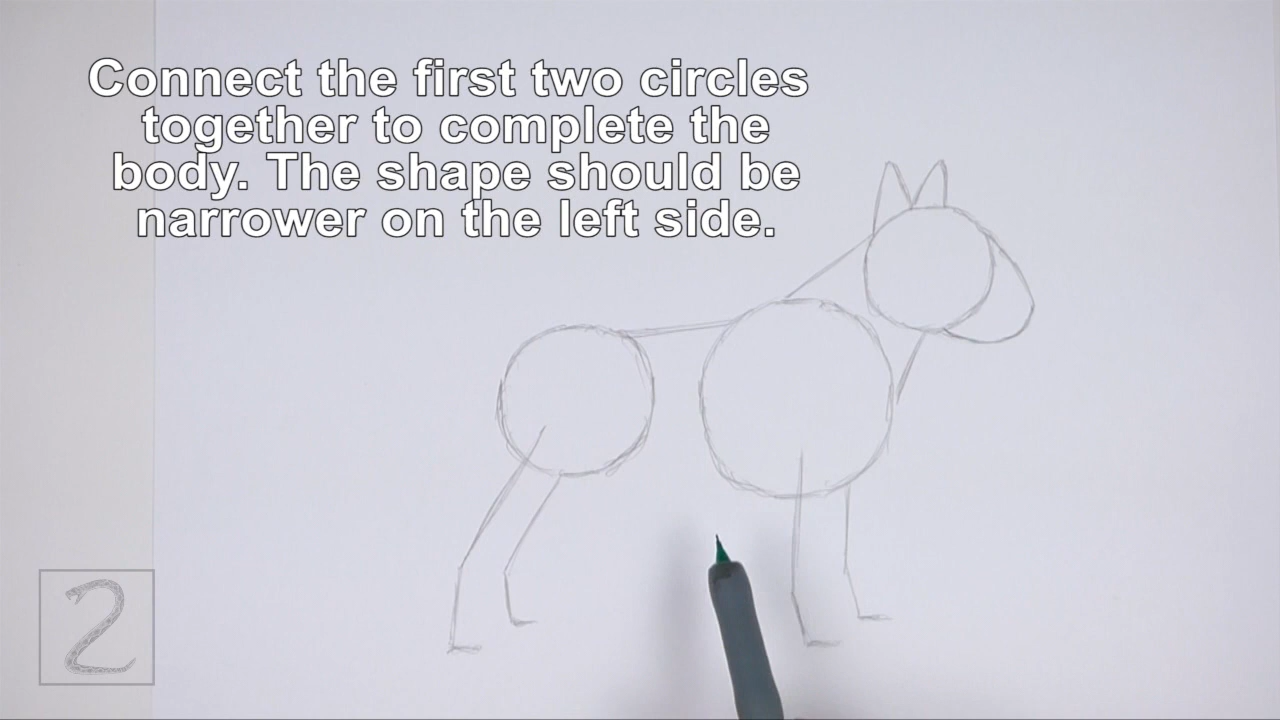 Connect the first two circles
together to complete the
body. The shape should be
narrower on the left side.
2